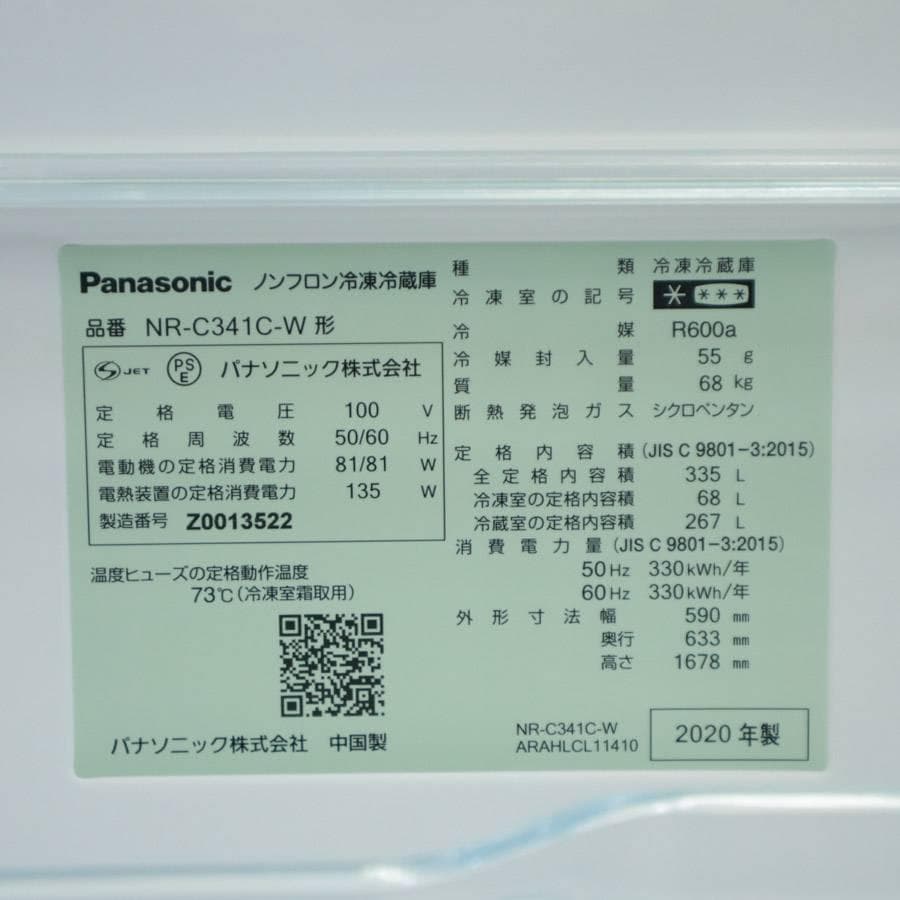 Panasonic ノンフロン冷凍冷蔵庫
品番 NR-C341C-W 形
S JET PS E パナソニック株式会社
定格電圧 100 V
定格周波数 50/60 Hz
電動機の定格消費電力 81/81 W
電熱装置の定格消費電力 135 W
製造番号 Z0013522
温度ヒューズの定格動作温度
73℃(冷凍室霜取用)
パナソニック株式会社 中国製
種類 冷凍冷蔵庫
冷凍室の記号 * ***
冷媒 R600a
冷媒封入量 55 g
質量 68 kg
断熱発泡ガス シクロペンタン
定格内容積 (JIS C 9801-3:2015)
全定格内容積 335 L
冷凍室の定格内容積 68 L
冷蔵室の定格内容積 267 L
消費電力量 (JIS C 9801-3:2015)
50Hz 330kWh/年
60Hz 330kWh/年
外形寸法 幅 590 mm
奥行 633 mm
高さ 1678 mm
NR-C341C-W
ARAHLCL11410
2020 年製